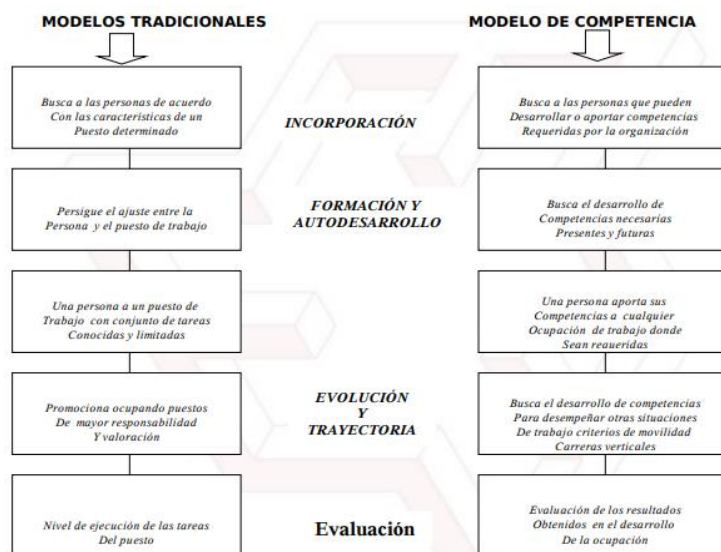 MODELOS TRADICIONALES
MODELO DE COMPETENCIA
Busca a las personas de acuerdo
Con las características de un
Puesto determinado
INCORPORACIÓN
Busca a las personas que pueden
Desarrollar o aportar competencias
Requeridas por la organización
Persigue el ajuste entre la
Persona y el puesto de trabajo
FORMACIÓN Y
AUTODESARROLLO
Busca el desarrollo de
Competencias necesarias
Presentes y futuras
Una persona a un puesto de
Trabajo con conjunto de tareas
Conocidas y limitadas
Una persona aporta sus
Competencias a cualquier
Ocupación de trabajo donde
Sean requeridas
Promociona ocupando puestos
De mayor responsabilidad
Y valoración
EVOLUCIÓN
Y
TRAYECTORIA
Busca el desarrollo de competencias
Para desempeñar otras situaciones
De trabajo criterios de movilidad
Carreras verticales
Nivel de ejecución de las tareas
Del puesto
Evaluación
Evaluación de los resultados
Obtenidos en el desarrollo
De la ocupación